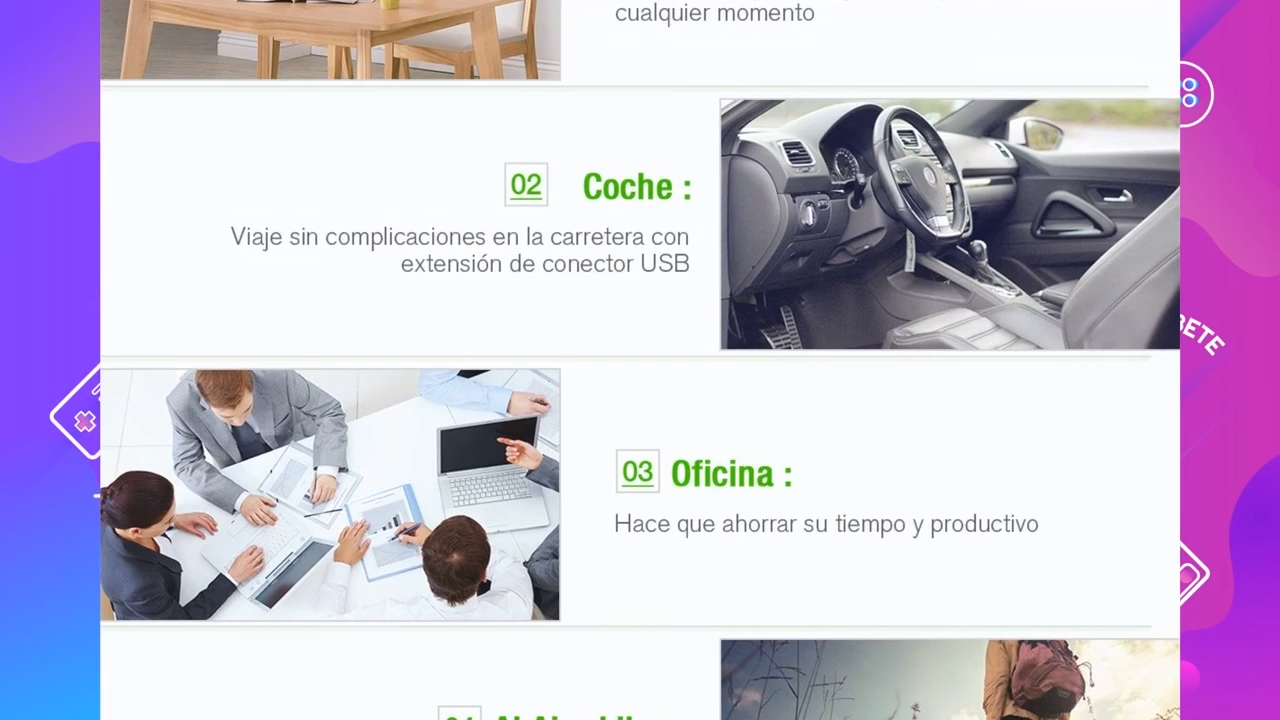 cualquier momento
02 Coche :
Viaje sin complicaciones en la carretera con
extensión de conector USB
03 Oficina :
Hace que ahorrar su tiempo y productivo